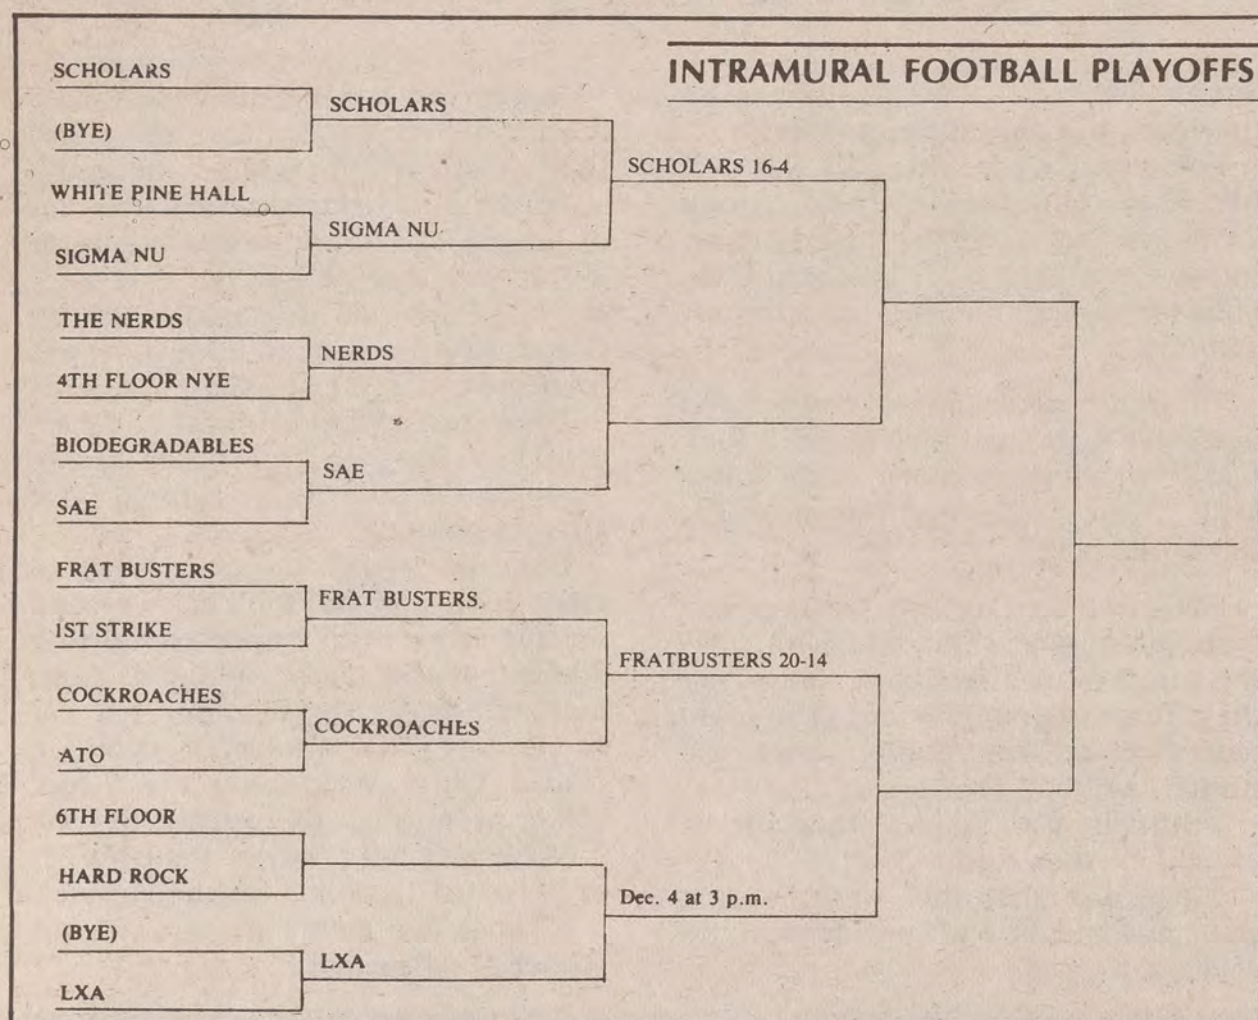 INTRAMURAL FOOTBALL PLAYOFFS
SCHOLARS
(BYE)
WHITE PINE HALL
SIGMA NU
THE NERDS
4TH FLOOR NYE
BIODEGRADABLES
SAE
FRAT BUSTERS
1ST STRIKE
COCKROACHES
ATO
6TH FLOOR
HARD ROCK
(BYE)
LXA
SCHOLARS
SIGMA NU
NERDS
SAE
FRAT BUSTERS
COCKROACHES
LXA
SCHOLARS 16-4
FRATBUSTERS 20-14
Dec. 4 at 3 p.m.